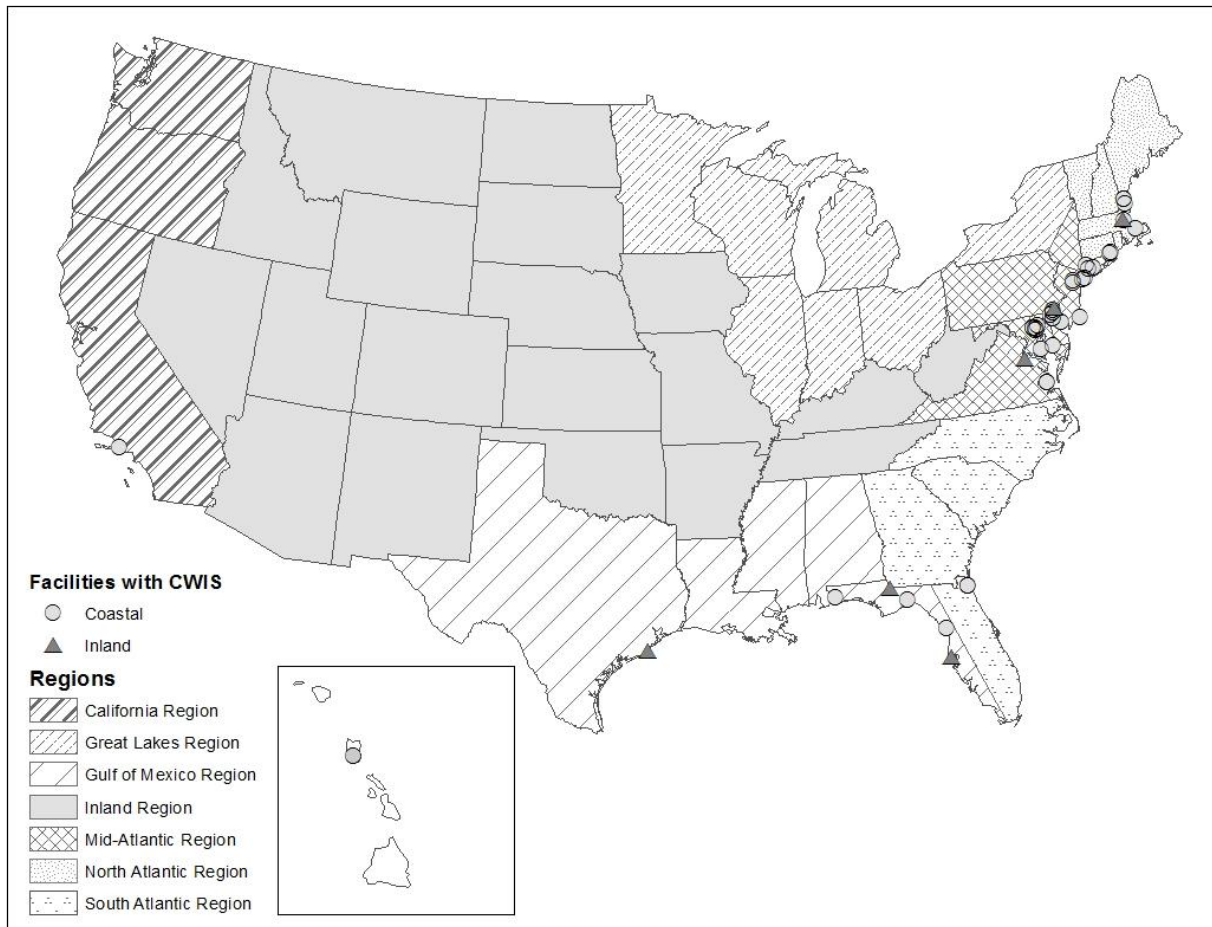 Facilities with CWIS
Coastal
Inland
Regions
California Region
Great Lakes Region
Gulf of Mexico Region
Inland Region
Mid-Atlantic Region
North Atlantic Region
South Atlantic Region